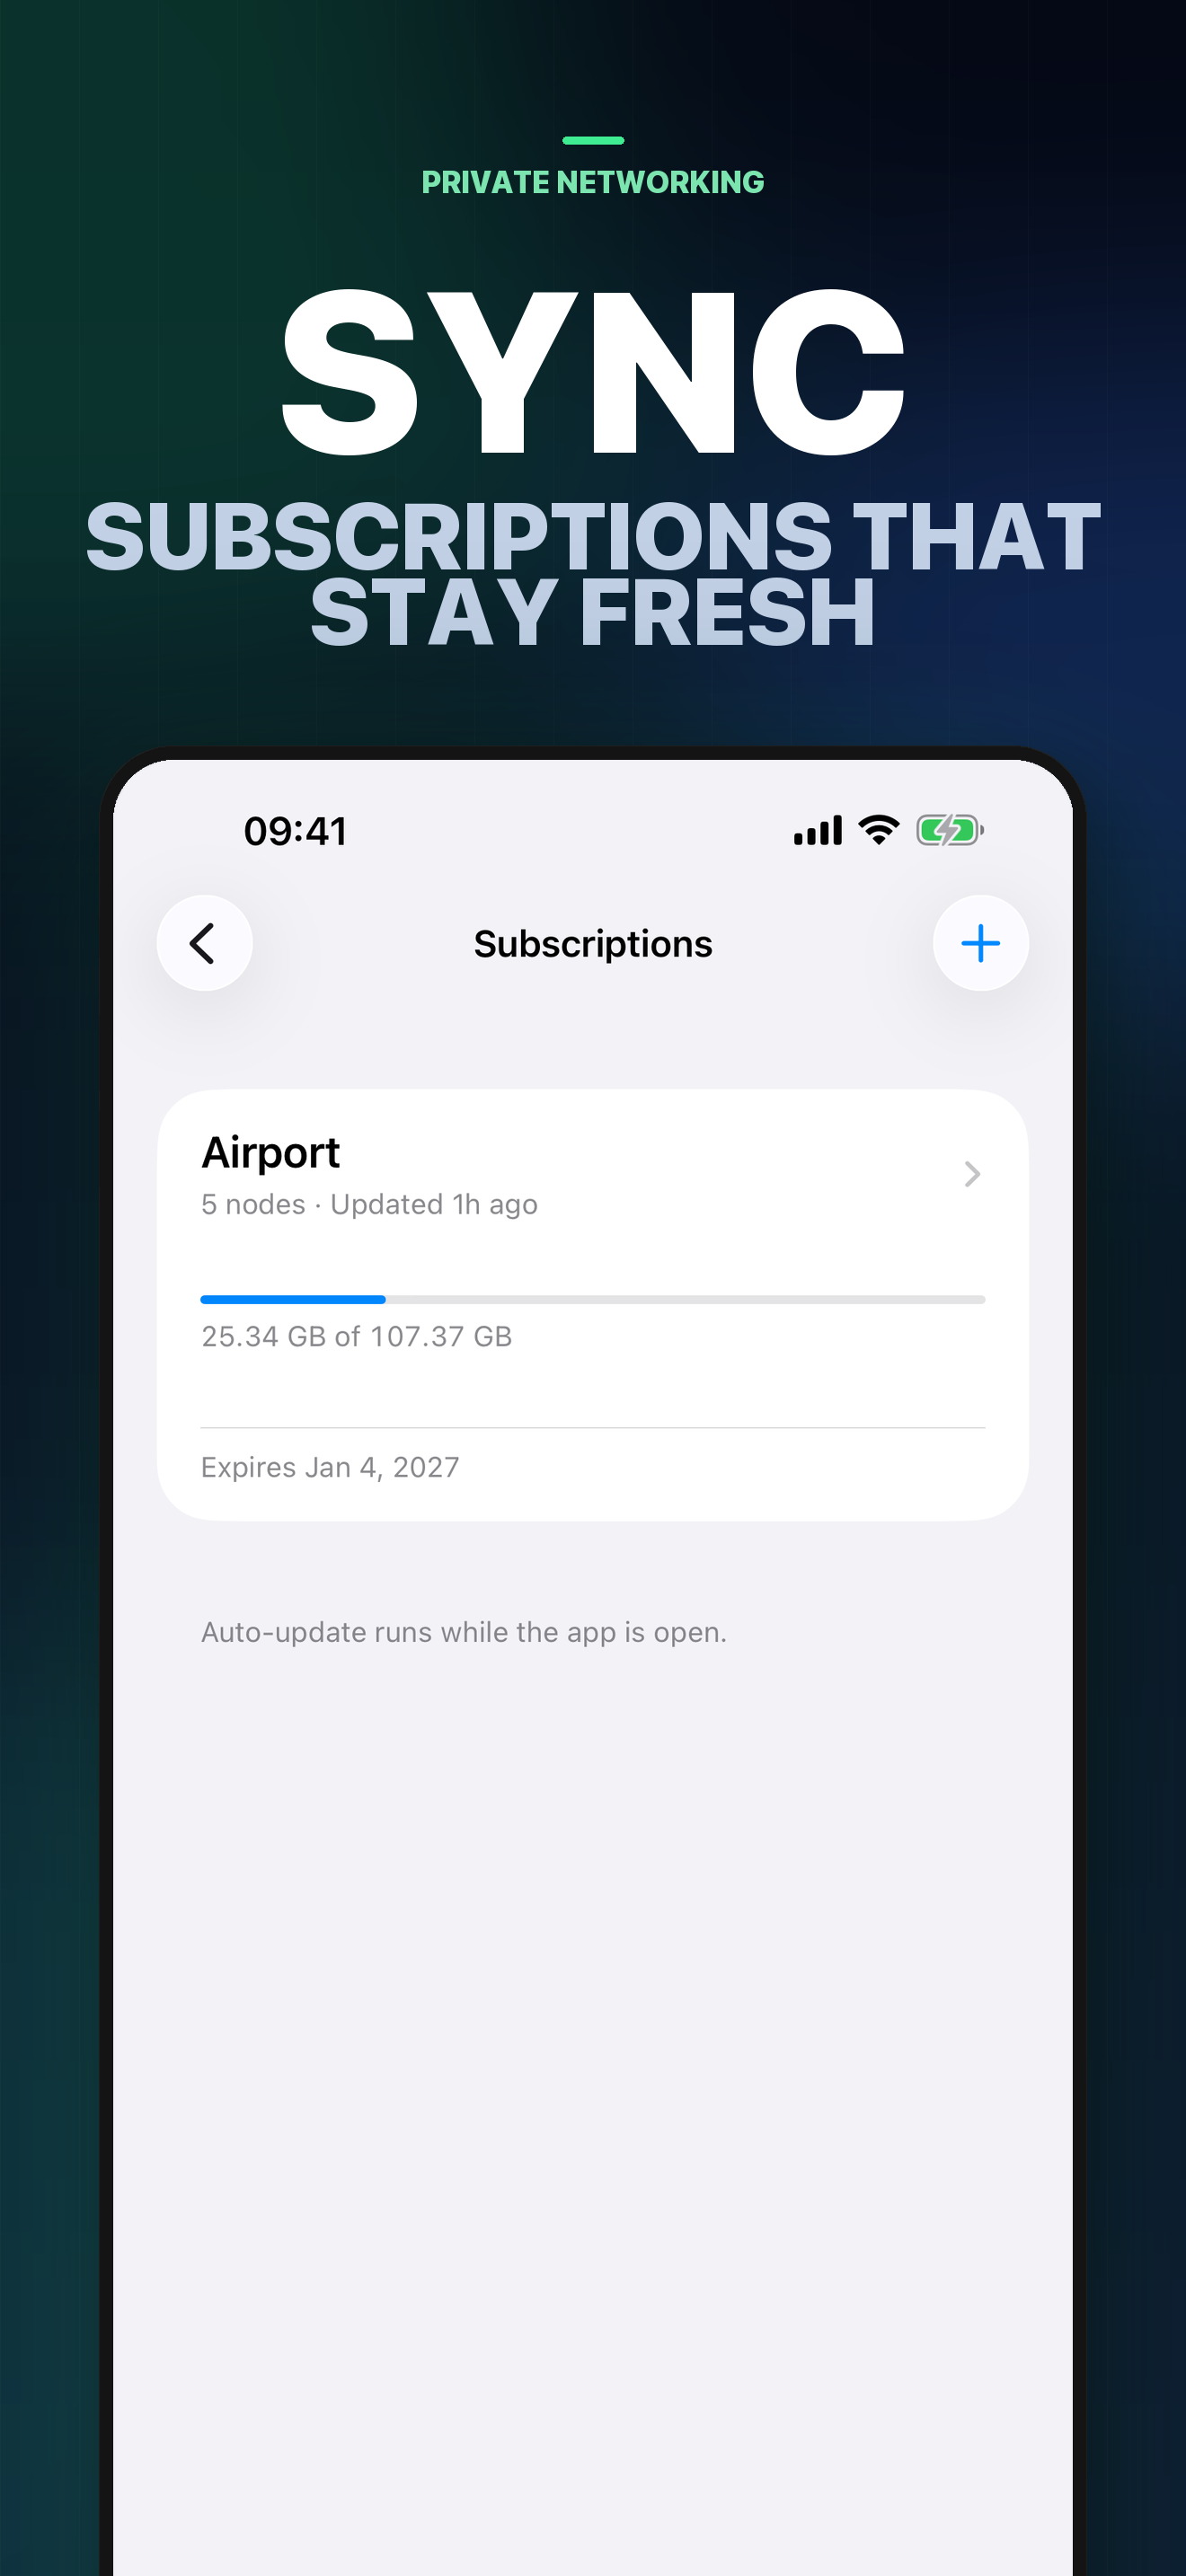 PRIVATE NETWORKING
SYNC
SUBSCRIPTIONS THAT
STAY FRESH
09:41
Subscriptions
Airport
5 nodes · Updated 1h ago
25.34 GB of 107.37 GB
Expires Jan 4, 2027
Auto-update runs while the app is open.